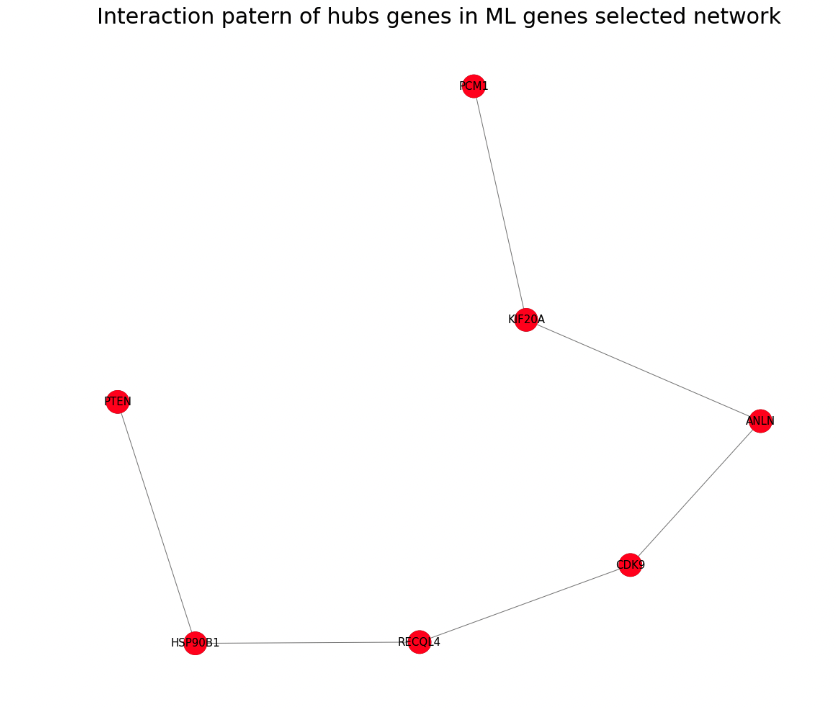 Interaction patern of hubs genes in ML genes selected network
PCM1
KIF20A
PTEN
ANLN
CDK9
HSP90B1
RECQL4